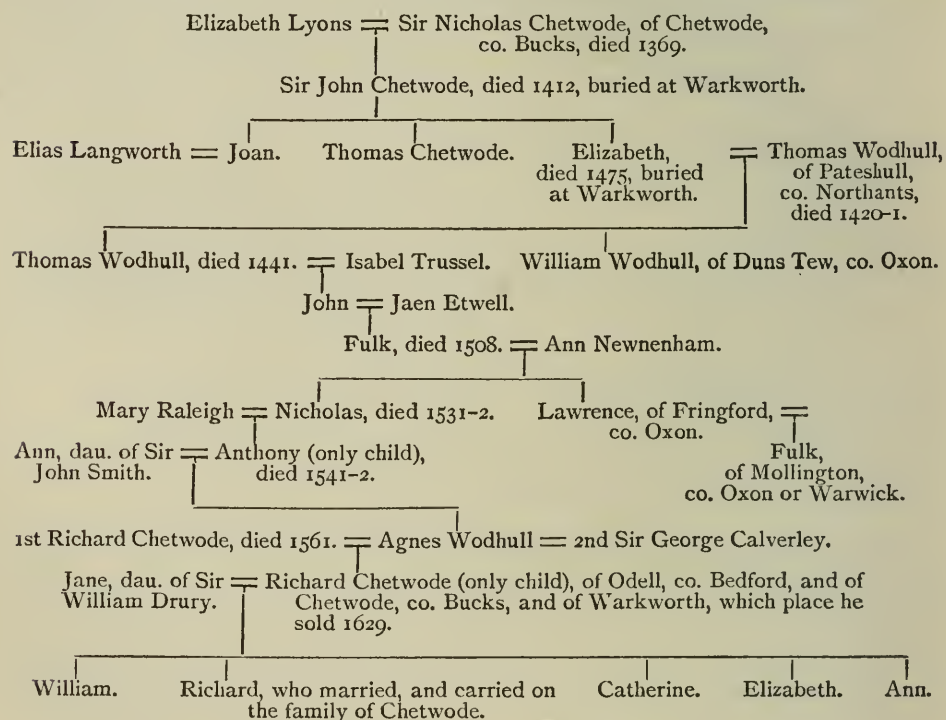 Elizabeth Lyons = Sir Nicholas Chetwode, of Chetwode,
co. Bucks, died 1369.
Sir John Chetwode, died 1412, buried at Warkworth.
Elias Langworth = Joan.
Thomas Chetwode.
Elizabeth,
died 1475, buried
at Warkworth.
= Thomas Wodhull,
of Pateshull,
co. Northants,
died 1420-1.
Thomas Wodhull, died 1441. = Isabel Trussel.
William Wodhull, of Duns Tew, co. Oxon.
John = Jaen Etwell.
Fulk, died 1508. = Ann Newnenham.
Mary Raleigh = Nicholas, died 1531-2.
Lawrence, of Fringford, =
co. Oxon.
Ann, dau. of Sir = Anthony (only child),
John Smith.
died 1541-2.
Fulk,
of Mollington,
co. Oxon or Warwick.
1st Richard Chetwode, died 1561. = Agnes Wodhull = 2nd Sir George Calverley.
Jane, dau. of Sir = Richard Chetwode (only child), of Odell, co. Bedford, and of
William Drury.
Chetwode, co. Bucks, and of Warkworth, which place he
sold 1629.
William.
Richard, who married, and carried on
the family of Chetwode.
Catherine.
Elizabeth.
Ann.